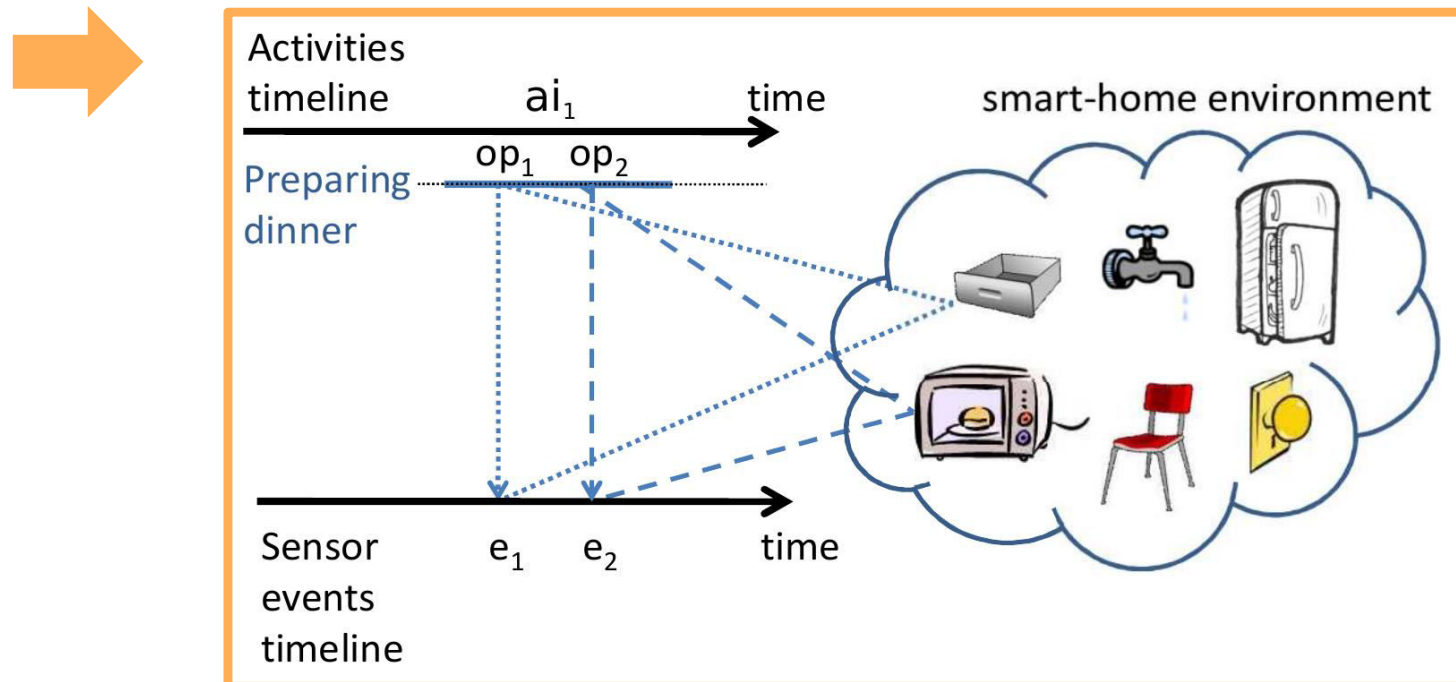 Activities
timeline
ai₁
time
smart-home environment
op₁ op₂
Preparing
dinner
Sensor
events
timeline
e₁ e₂
time